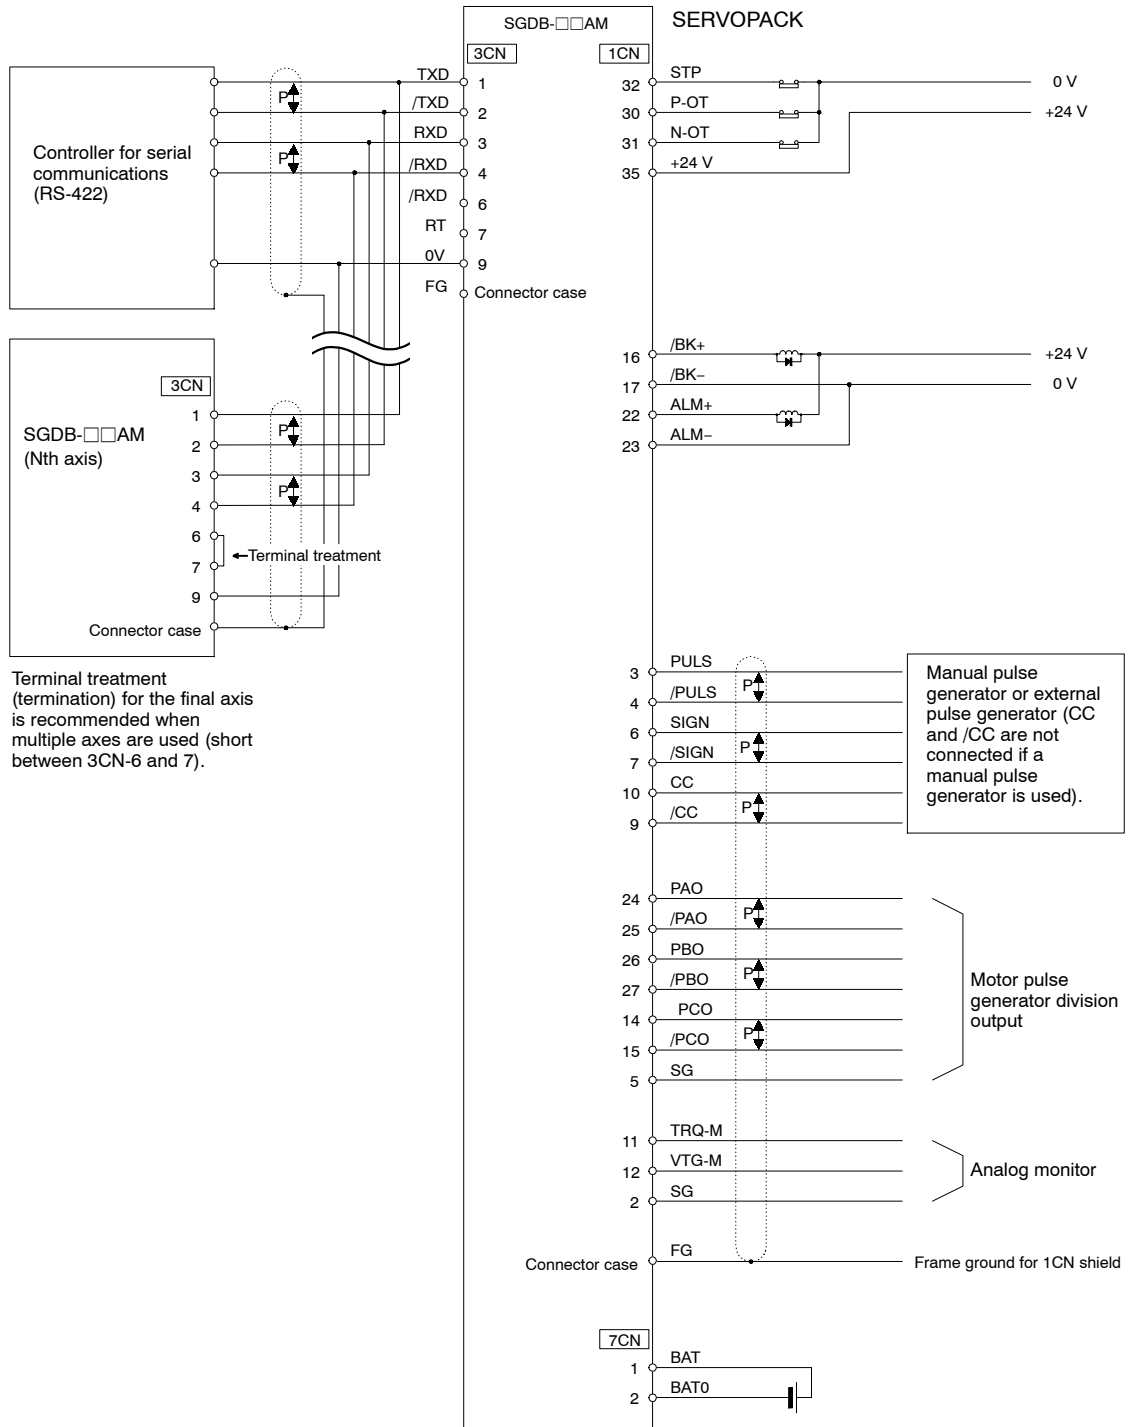 SGDB-□□AM
SERVOPACK
3CN
1CN
Controller for serial
communications
(RS-422)
TXD 1
/TXD 2
RXD 3
/RXD 4
/RXD 6
RT 7
0V 9
FG Connector case
P
P
32 STP 0 V
30 P-OT +24 V
31 N-OT
35 +24 V
16 /BK+ +24 V
17 /BK− 0 V
22 ALM+
23 ALM−
3CN
SGDB-□□AM
(Nth axis)
1
2
3
4
6
7
9
Connector case
P
P
Terminal treatment
Terminal treatment
(termination) for the final axis
is recommended when
multiple axes are used (short
between 3CN-6 and 7).
3 PULS
P
4 /PULS
6 SIGN
P
7 /SIGN
10 CC
P
9 /CC
Manual pulse
generator or external
pulse generator (CC
and /CC are not
connected if a
manual pulse
generator is used).
24 PAO
P
25 /PAO
26 PBO
P
27 /PBO
14 PCO
P
15 /PCO
5 SG
Motor pulse
generator division
output
11 TRQ-M
12 VTG-M
2 SG
Analog monitor
Connector case FG Frame ground for 1CN shield
7CN
1 BAT
2 BAT0